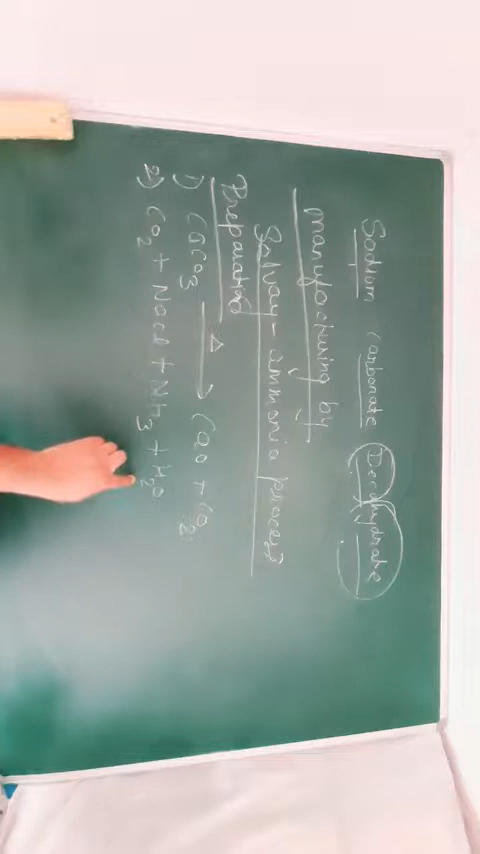 Sodium Carbonate Decahydrate
manufacturing by
Solvay-ammonia process
Preparation
1) CaCO3 —Δ→ CaO + CO2
2) CO2 + NaCl + NH3 + H2O